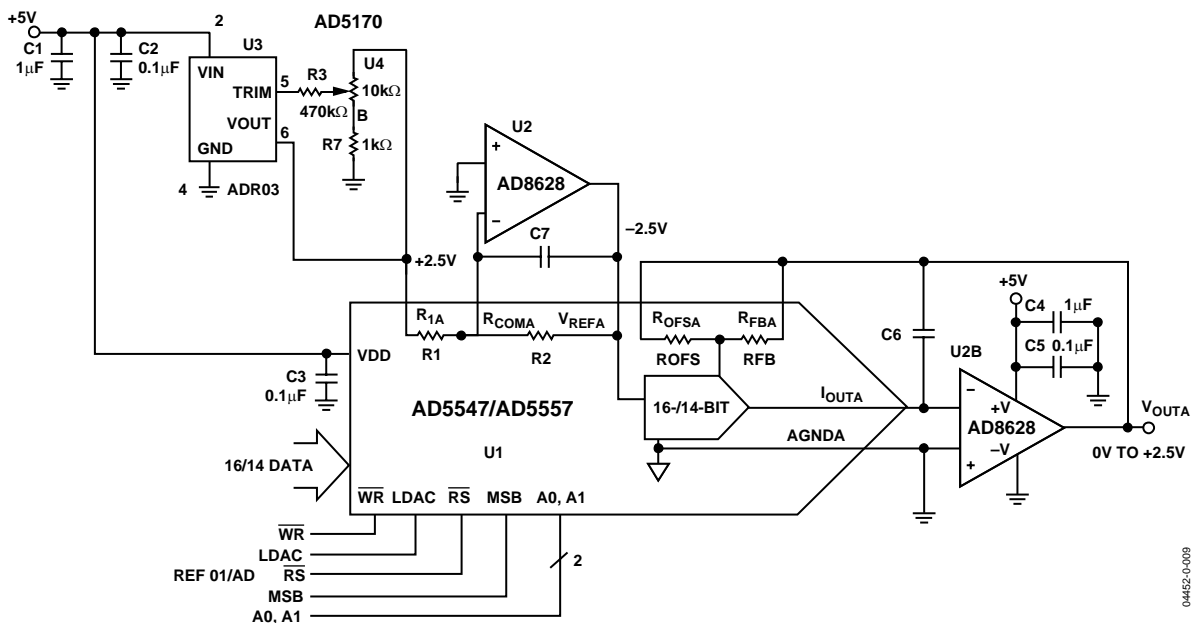 +5V
2
AD5170
C1
1µF
C2
0.1µF
U3
VIN
TRIM
5
R3
470kΩ
U4
10kΩ
B
VOUT
6
R7
1kΩ
GND
4
ADR03
U2
+
AD8628
–
C7
–2.5V
+2.5V
R1A
RCOMA
VREFA
R1
R2
ROFSA
RFBA
ROFS
RFB
C6
+5V
C4
1µF
C5
0.1µF
U2B
VDD
C3
0.1µF
AD5547/AD5557
U1
16-/14-BIT
IOUTA
AGNDA
–
+V
AD8628
–V
+
VOUTA
0V TO +2.5V
16/14 DATA
WR LDAC RS MSB A0, A1
WR
LDAC
REF 01/AD RS
MSB
A0, A1
2
04452-0-009